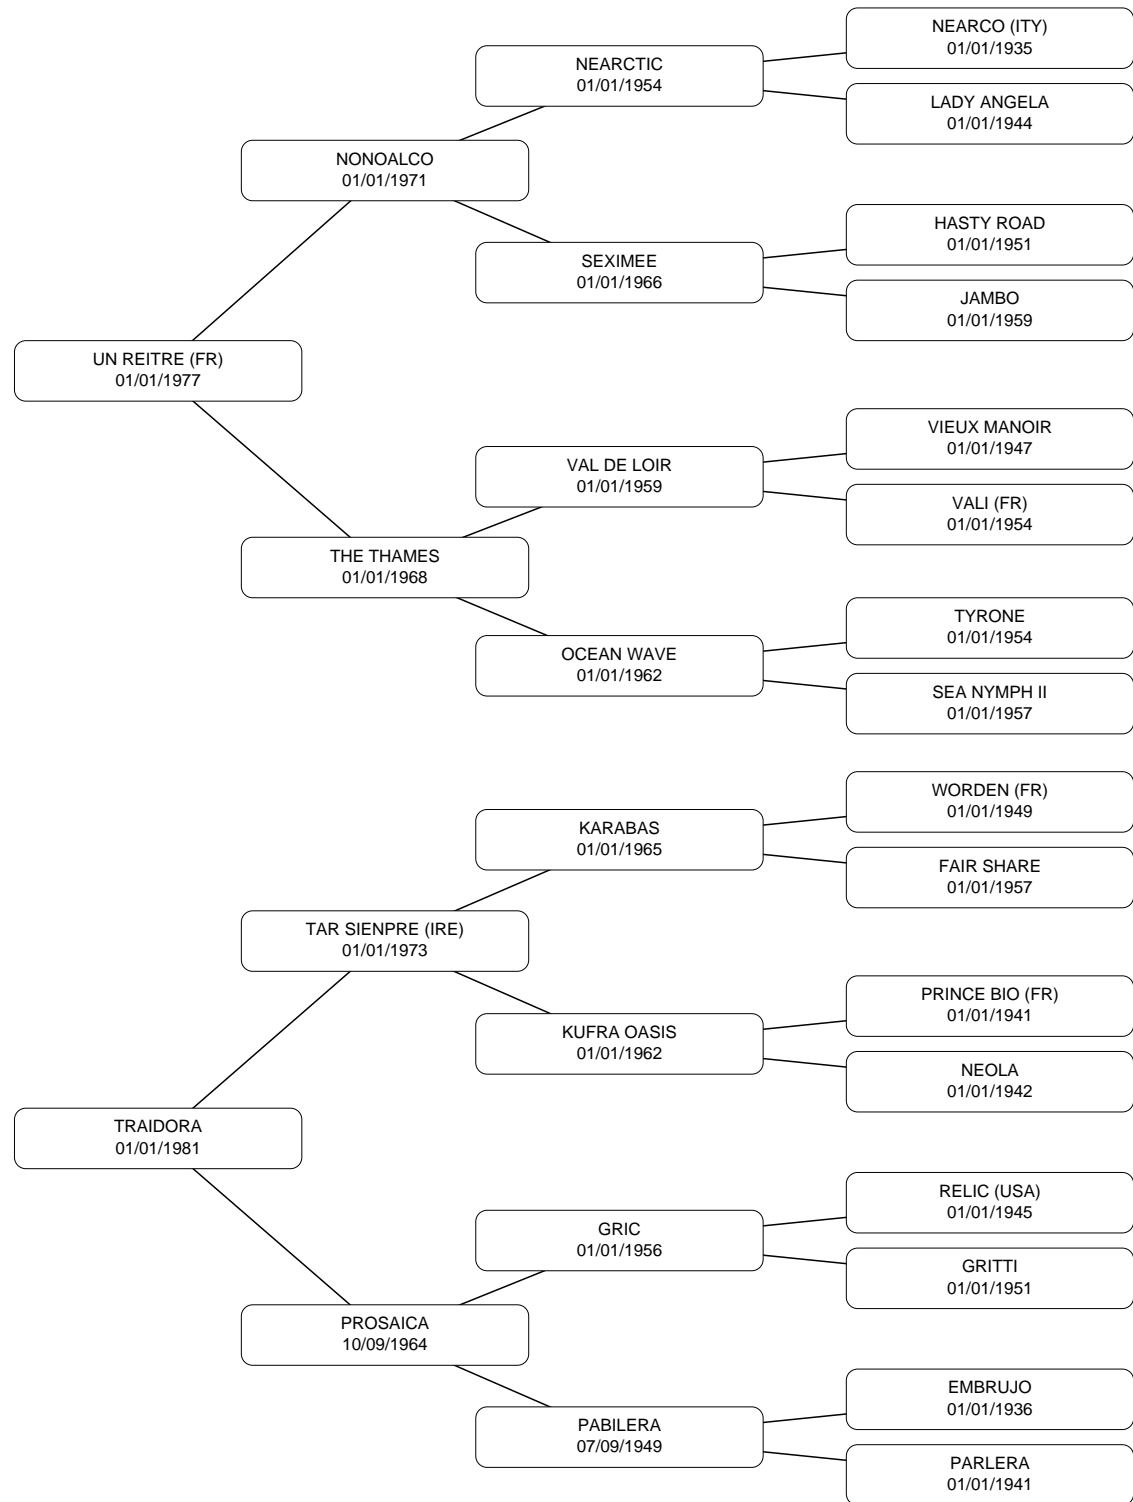 NEARCO (ITY)
01/01/1935
NEARCTIC
01/01/1954
LADY ANGELA
01/01/1944
NONOALCO
01/01/1971
HASTY ROAD
01/01/1951
SEXIMEE
01/01/1966
JAMBO
01/01/1959
UN REITRE (FR)
01/01/1977
VIEUX MANOIR
01/01/1947
VAL DE LOIR
01/01/1959
VALI (FR)
01/01/1954
THE THAMES
01/01/1968
TYRONE
01/01/1954
OCEAN WAVE
01/01/1962
SEA NYMPH II
01/01/1957
WORDEN (FR)
01/01/1949
KARABAS
01/01/1965
FAIR SHARE
01/01/1957
TAR SIENPRE (IRE)
01/01/1973
PRINCE BIO (FR)
01/01/1941
KUFRA OASIS
01/01/1962
NEOLA
01/01/1942
TRAIDORA
01/01/1981
RELIC (USA)
01/01/1945
GRIC
01/01/1956
GRITTI
01/01/1951
PROSAICA
10/09/1964
EMBRUJO
01/01/1936
PABILERA
07/09/1949
PARLERA
01/01/1941